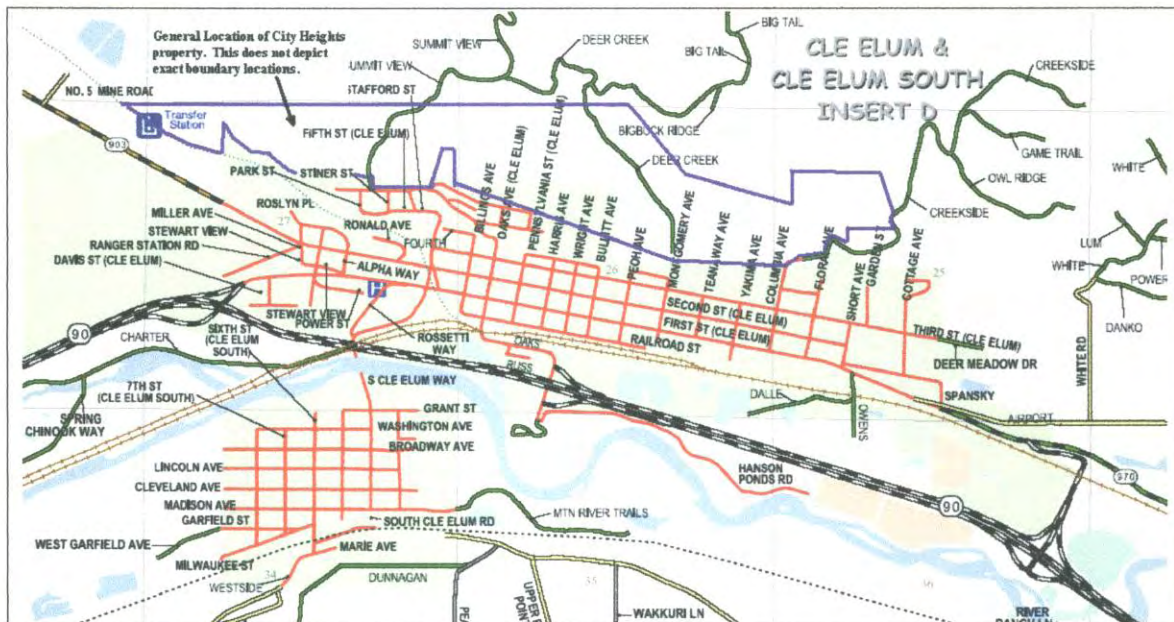 General Location of City Heights
property. This does not depict
exact boundary locations.
SUMMIT VIEW
DEER CREEK
BIG TAIL
BIG TAIL
CLE ELUM &
CLE ELUM SOUTH
INSERT D
CREEKSIDE
NO. 5 MINE ROAD
Transfer
Station
UMMIT VIEW
STAFFORD ST
FIFTH ST (CLE ELUM)
BIGBUCK RIDGE
DEER CREEK
GAME TRAIL
WHITE
OWL RIDGE
CREEKSIDE
903
PARK ST
STINER ST
ROSLYN PL
27
MILLER AVE
STEWART VIEW
RANGER STATION RD
DAVIS ST (CLE ELUM)
RONALD AVE
FOURTH
ALPHA WAY
BILLINGS AVE
OAKS AVE (CLE ELUM)
PENNSYLVANIA ST (CLE ELUM)
HARRIS AVE
WRIGHT AVE
BULLITT AVE
26
PEOH AVE
MONTGOMERY AVE
TEANAWAY AVE
YAKIMA AVE
COLUMBIA AVE
FLORA AVE
SHORT AVE
GARDEN ST
COTTAGE AVE
25
LUM
WHITE
POWER
DANKO
WHITE RD
H
STEWART VIEW
POWER ST
ROSSETTI
WAY
SECOND ST (CLE ELUM)
FIRST ST (CLE ELUM)
RAILROAD ST
THIRD ST (CLE ELUM)
DEER MEADOW DR
90
CHARTER
SIXTH ST
(CLE ELUM
SOUTH)
7TH ST
(CLE ELUM SOUTH)
OAKS
BLISS
S CLE ELUM WAY
DALLE
OWENS
SPANSKY
AIRPORT
SPRING
CHINOOK WAY
GRANT ST
WASHINGTON AVE
BROADWAY AVE
LINCOLN AVE
CLEVELAND AVE
MADISON AVE
GARFIELD ST
WEST GARFIELD AVE
MILWAUKEE ST
34
WESTSIDE
HANSON
PONDS RD
970
90
SOUTH CLE ELUM RD
MTN RIVER TRAILS
MARIE AVE
DUNNAGAN
35
36
UPPER
POINT
WAKKURI LN
RIVER